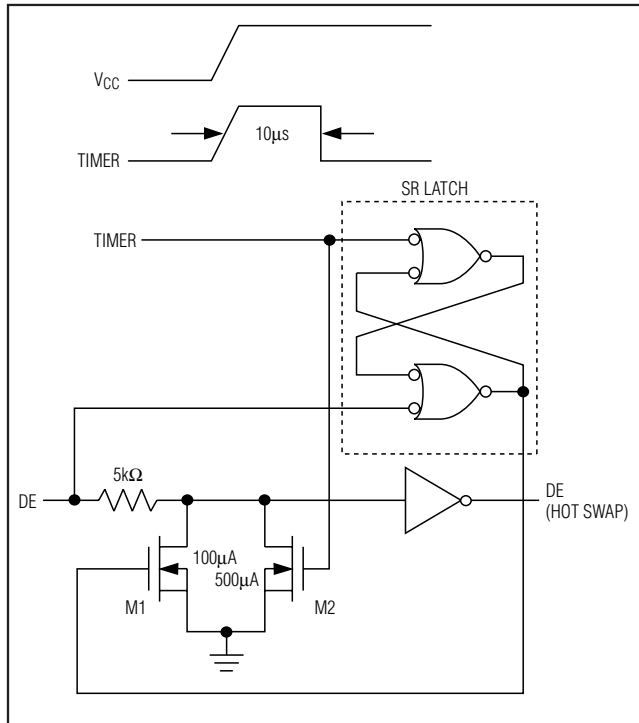 VCC
10µs
TIMER
SR LATCH
TIMER
5kΩ
DE
DE
(HOT SWAP)
100µA
500µA
M1
M2